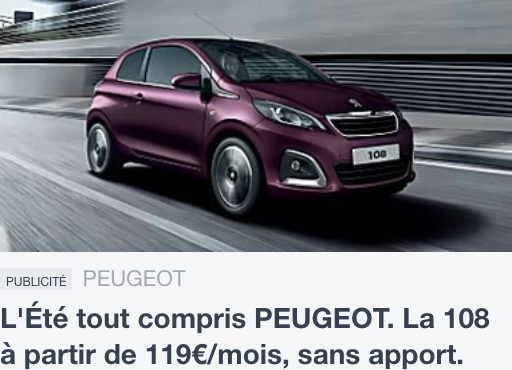 108
PUBLICITÉ PEUGEOT
L'Été tout compris PEUGEOT. La 108
à partir de 119€/mois, sans apport.